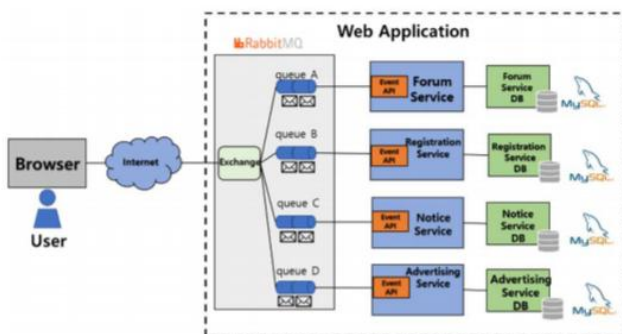 Web Application
RabbitMQ
queue A
Event
API
Forum
Service
Forum
Service
DB
MySQL
queue B
Event
API
Registration
Service
Registration
Service
DB
MySQL
Browser
Internet
Exchange
User
queue C
Event
API
Notice
Service
Notice
Service
DB
MySQL
queue D
Event
API
Advertising
Service
Advertising
Service
DB
MySQL